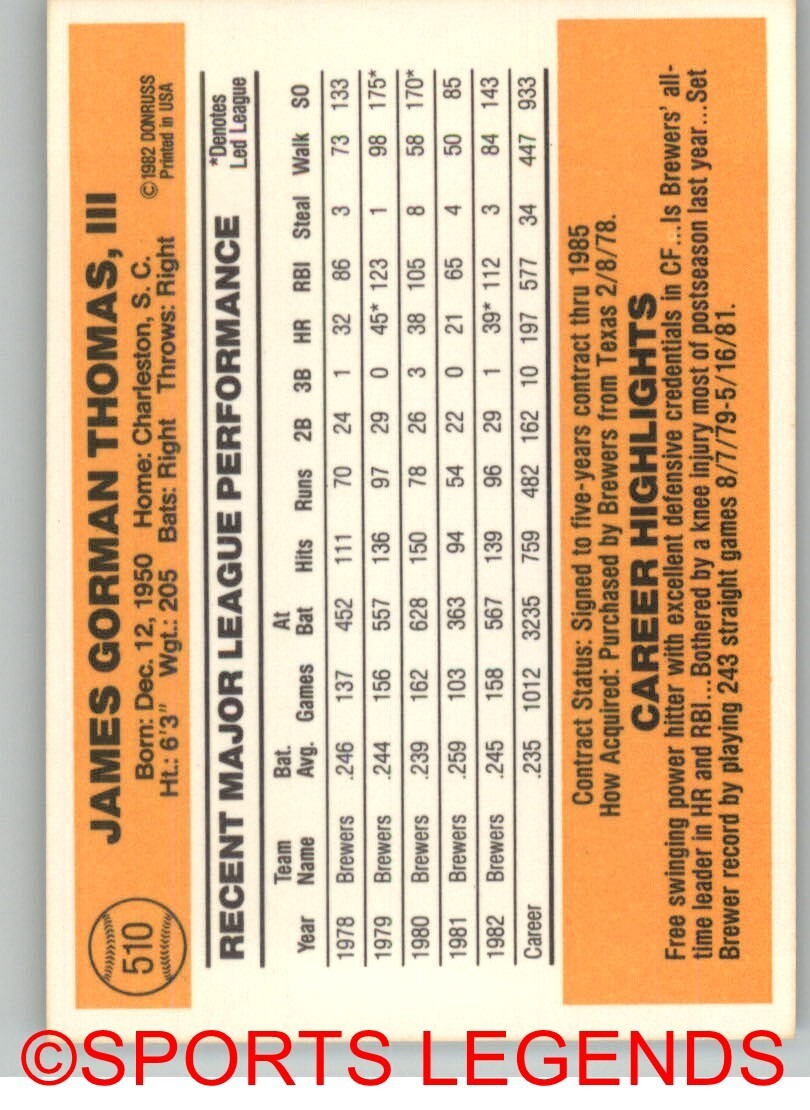 510
JAMES GORMAN THOMAS, III
Born: Dec. 12, 1950 Home: Charleston, S. C.
Ht.: 6'3" Wgt.: 205 Bats: Right Throws: Right
©1982 DONRUSS
Printed in USA
RECENT MAJOR LEAGUE PERFORMANCE
*Denotes
Led League
Year Team Name Bat. Avg. Games At Bat Hits Runs 2B 3B HR RBI Steal Walk SO
1978 Brewers .246 137 452 111 70 24 1 32 86 3 73 133
1979 Brewers .244 156 557 136 97 29 0 45* 123 1 98 175*
1980 Brewers .239 162 628 150 78 26 3 38 105 8 58 170*
1981 Brewers .259 103 363 94 54 22 0 21 65 4 50 85
1982 Brewers .245 158 567 139 96 29 1 39* 112 3 84 143
Career .235 1012 3235 759 482 162 10 197 577 34 447 933
Contract Status: Signed to five-years contract thru 1985
How Acquired: Purchased by Brewers from Texas 2/8/78.
CAREER HIGHLIGHTS
Free swinging power hitter with excellent defensive credentials in CF...Is Brewers' all-
time leader in HR and RBI...Bothered by a knee injury most of postseason last year...Set
Brewer record by playing 243 straight games 8/7/79-5/16/81.
©SPORTS LEGENDS